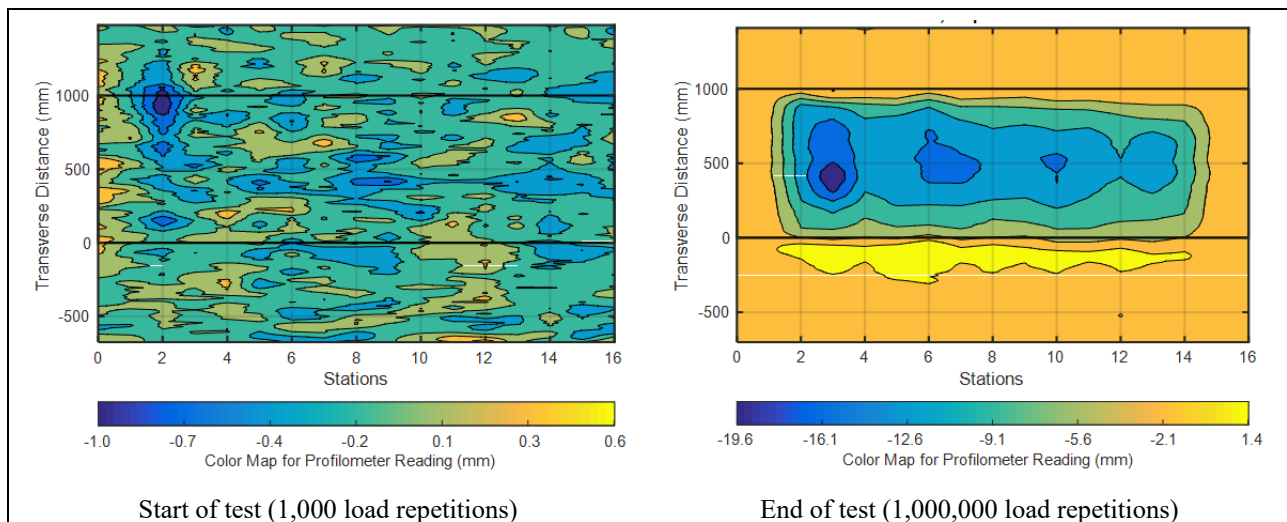 1000
500
0
-500
Transverse Distance (mm)
0 2 4 6 8 10 12 14 16
Stations
-1.0 -0.7 -0.4 -0.2 0.1 0.3 0.6
Color Map for Profilometer Reading (mm)
Start of test (1,000 load repetitions)
1000
500
0
-500
Transverse Distance (mm)
0 2 4 6 8 10 12 14 16
Stations
-19.6 -16.1 -12.6 -9.1 -5.6 -2.1 1.4
Color Map for Profilometer Reading (mm)
End of test (1,000,000 load repetitions)